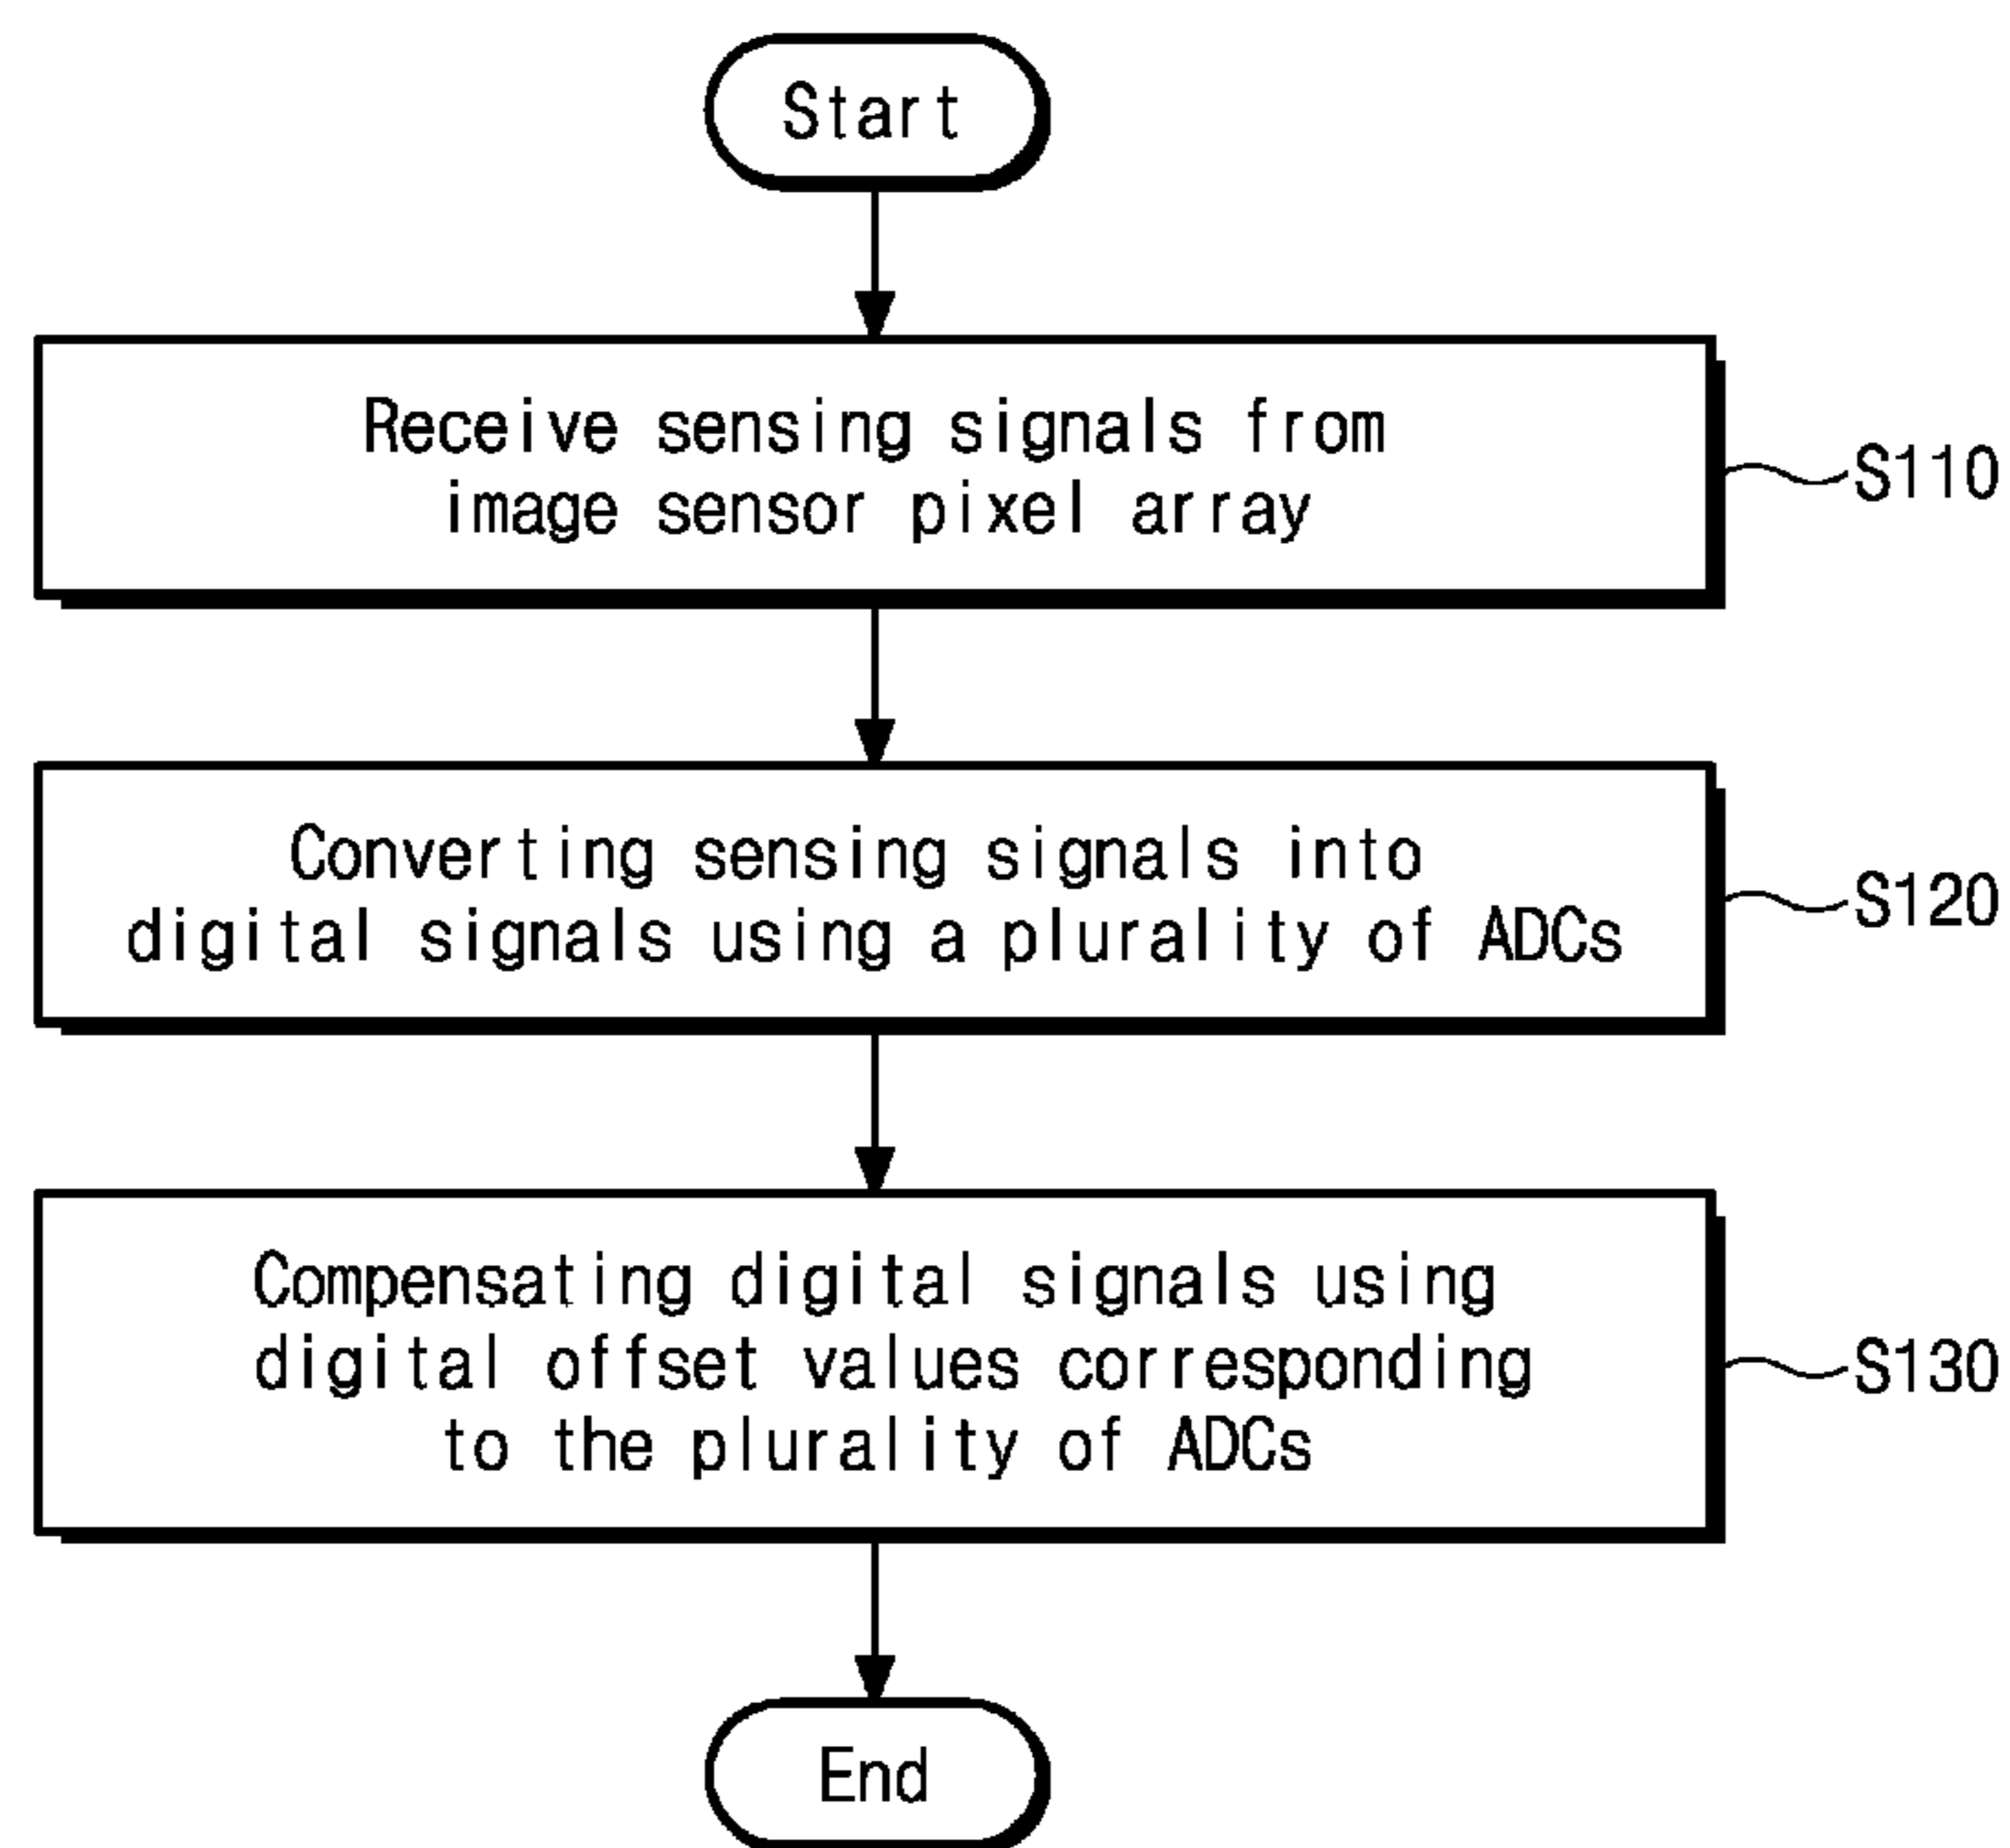 Start
Receive sensing signals from
image sensor pixel array
S110
Converting sensing signals into
digital signals using a plurality of ADCs
S120
Compensating digital signals using
digital offset values corresponding
to the plurality of ADCs
S130
End